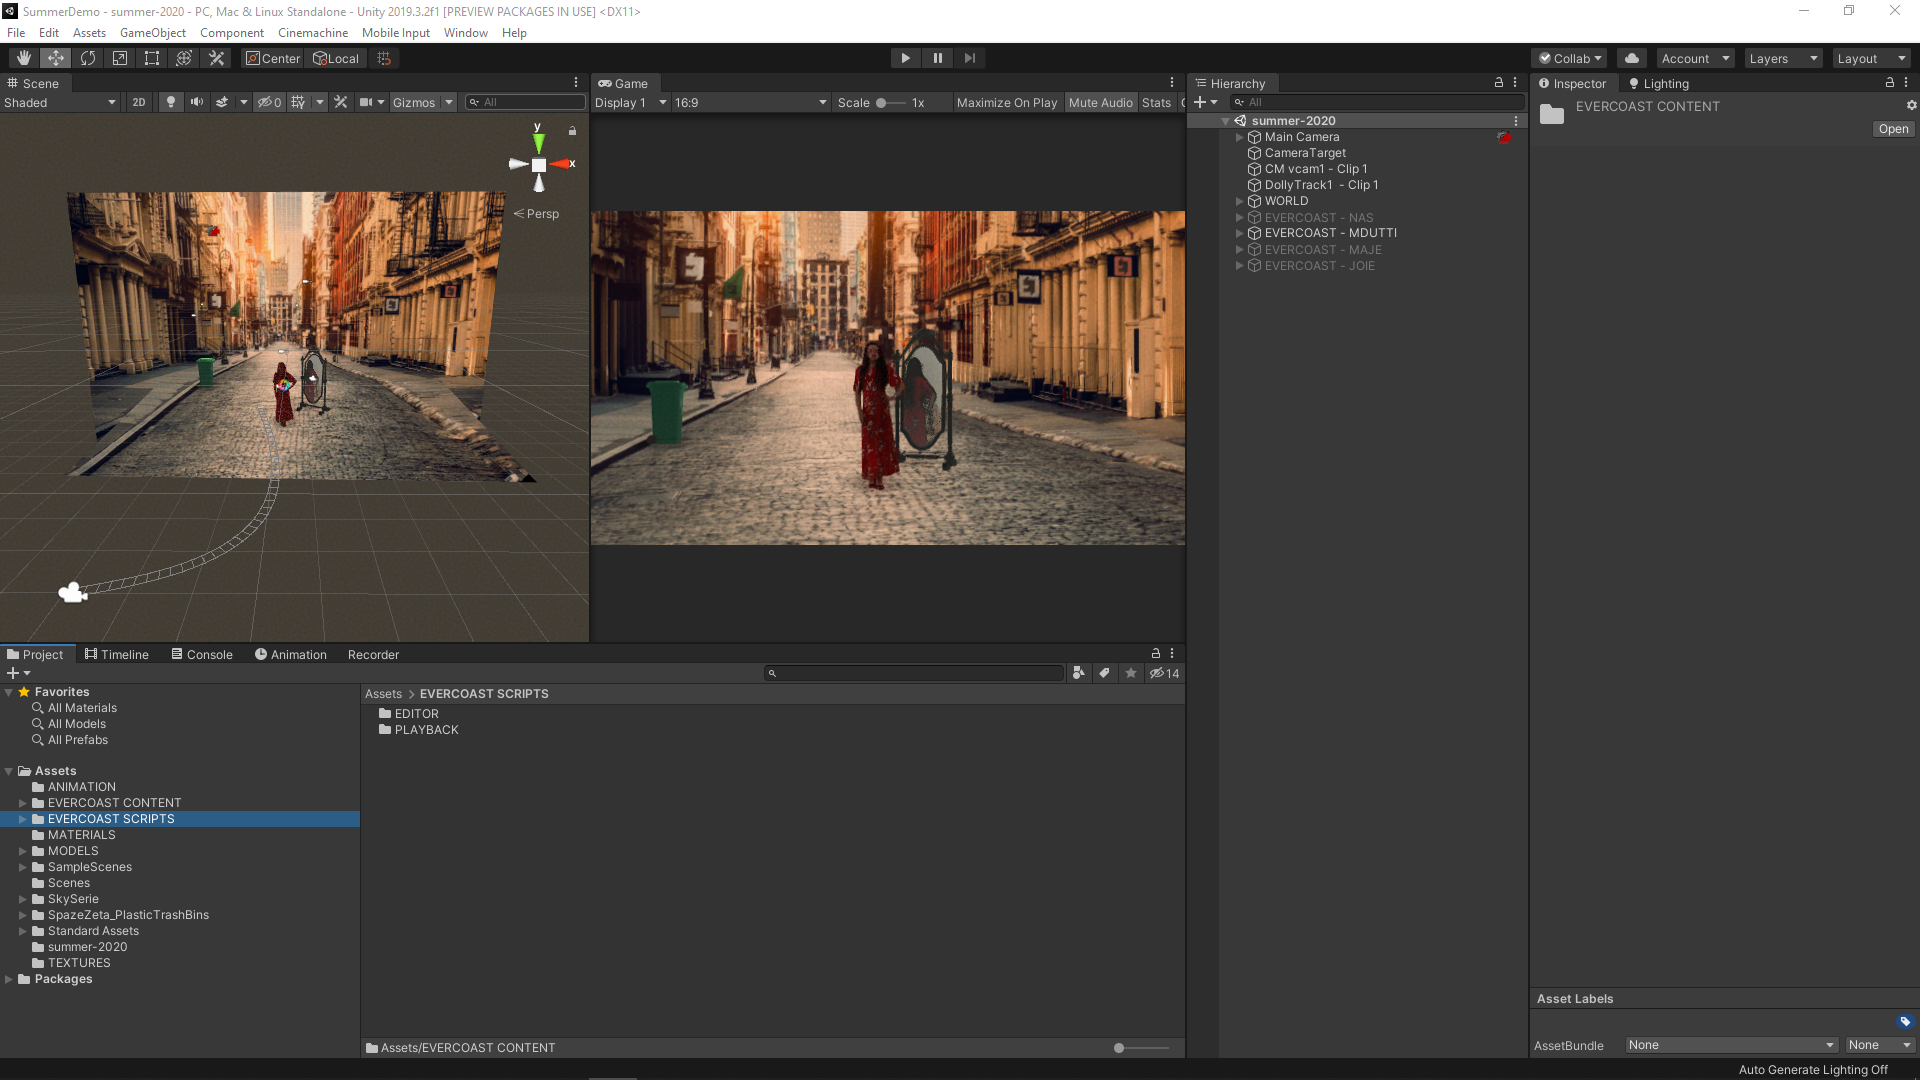 SummerDemo - summer-2020 - PC, Mac & Linux Standalone - Unity 2019.3.2f1 [PREVIEW PACKAGES IN USE] <DX11>
File Edit Assets GameObject Component Cinemachine Mobile Input Window Help
Center Local
Collab Account Layers Layout
Scene
Shaded 2D 0 Gizmos All
y
x
Persp
Game
Display 1 16:9 Scale 1x Maximize On Play Mute Audio Stats
Hierarchy
All
summer-2020
Main Camera
CameraTarget
CM vcam1 - Clip 1
DollyTrack1 - Clip 1
WORLD
EVERCOAST - NAS
EVERCOAST - MDUTTI
EVERCOAST - MAJE
EVERCOAST - JOIE
Inspector Lighting
EVERCOAST CONTENT
Open
Project Timeline Console Animation Recorder
14
Favorites
All Materials
All Models
All Prefabs
Assets
ANIMATION
EVERCOAST CONTENT
EVERCOAST SCRIPTS
MATERIALS
MODELS
SampleScenes
Scenes
SkySerie
SpazeZeta_PlasticTrashBins
Standard Assets
summer-2020
TEXTURES
Packages
Assets > EVERCOAST SCRIPTS
EDITOR
PLAYBACK
Assets/EVERCOAST CONTENT
Asset Labels
AssetBundle None None
Auto Generate Lighting Off